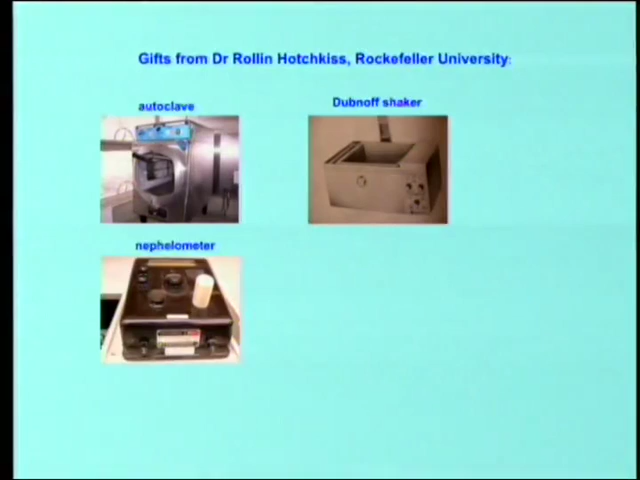 Gifts from Dr Rollin Hotchkiss, Rockefeller University:
autoclave
Dubnoff shaker
nephelometer